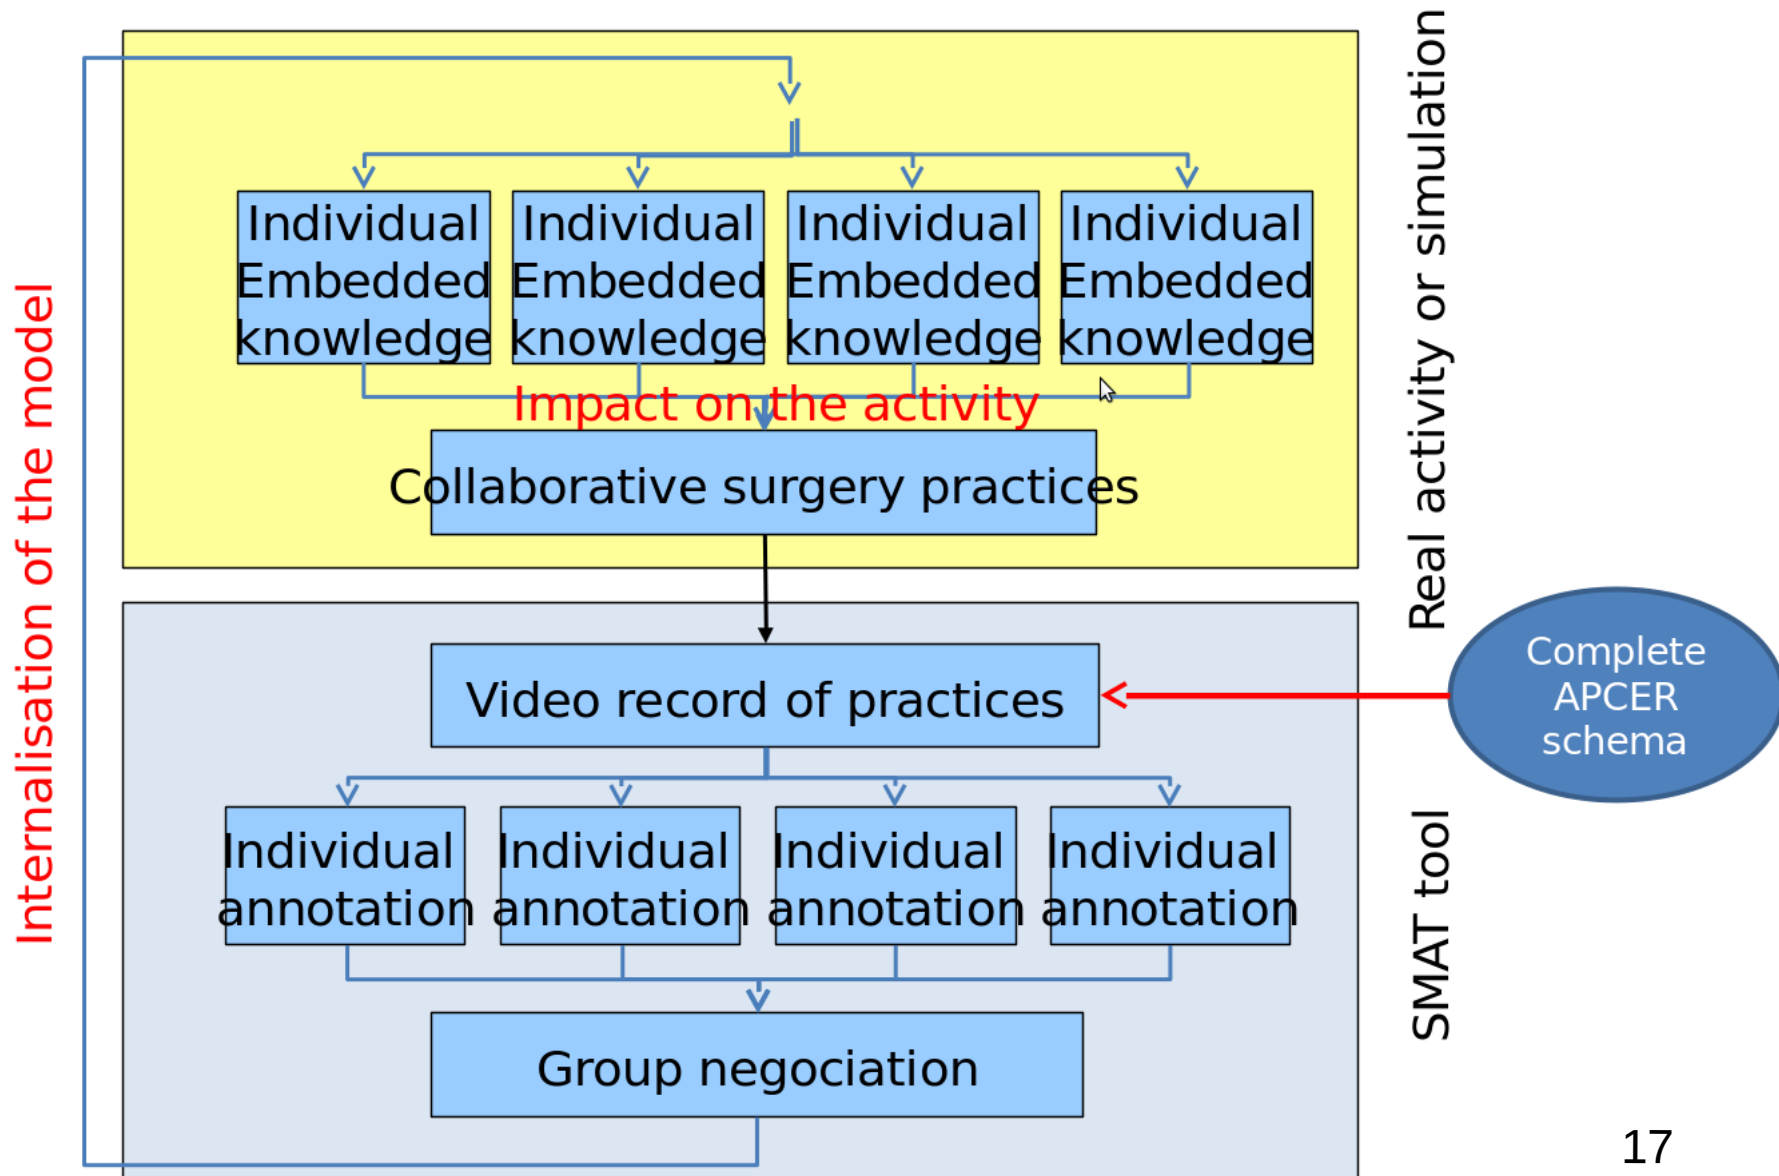 Individual
Embedded
knowledge
Individual
Embedded
knowledge
Individual
Embedded
knowledge
Individual
Embedded
knowledge
Impact on the activity
Collaborative surgery practices
Real activity or simulation
Internalisation of the model
Video record of practices
Complete
APCER
schema
Individual
annotation
Individual
annotation
Individual
annotation
Individual
annotation
SMAT tool
Group negociation
17